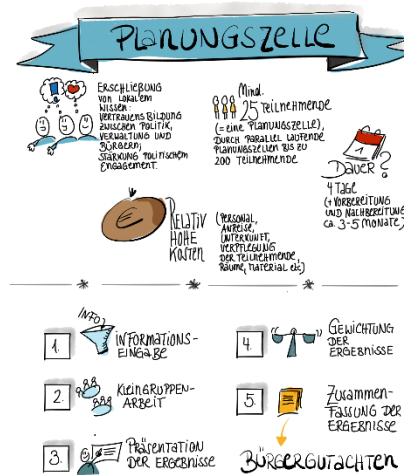 PLANUNGSZELLE
ERSCHLIEßUNG
VON LOKALEM
WISSEN;
VERTRAUENSBILDUNG
ZWISCHEN POLITIK,
VERWALTUNG UND
BÜRGERN;
STÄRKUNG POLITISCHEM
ENGAGEMENT.
Mind.
25 TEILNEHMENDE
(= EINE PLANUNGSZELLE),
DURCH PARALLEL LAUFENDE
PLANUNGSZELLEN BIS ZU
200 TEILNEHMENDE
1
DAUER?
4 TAGE
(+ VORBEREITUNG
UND NACHBEREITUNG
CA. 3-5 MONATE)
RELATIV
HOHE
KOSTEN
(PERSONAL,
ANREISE,
UNTERKUNFT,
VERPFLEGUNG
DER TEILNEHMENDE,
RÄUME, MATERIAL etc)
INFO
1. INFORMATIONS-
EINGABE
2. KLEINGRUPPEN-
ARBEIT
3. PRÄSENTATION
DER ERGEBNISSE
4. GEWICHTUNG
DER
ERGEBNISSE
5. ZUSAMMEN-
FASSUNG DER
ERGEBNISSE
BÜRGERGUTACHTEN